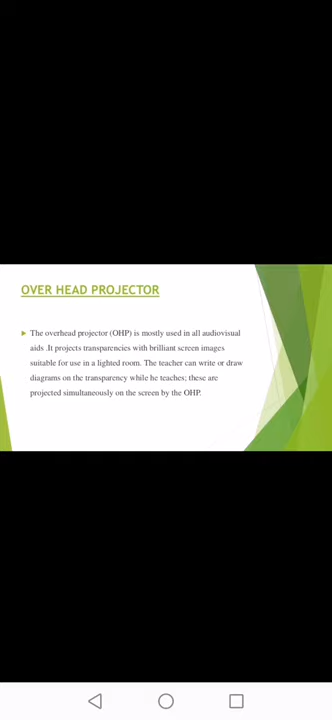 OVER HEAD PROJECTOR
The overhead projector (OHP) is mostly used in all audiovisual
aids .It projects transparencies with brilliant screen images
suitable for use in a lighted room. The teacher can write or draw
diagrams on the transparency while he teaches; these are
projected simultaneously on the screen by the OHP.